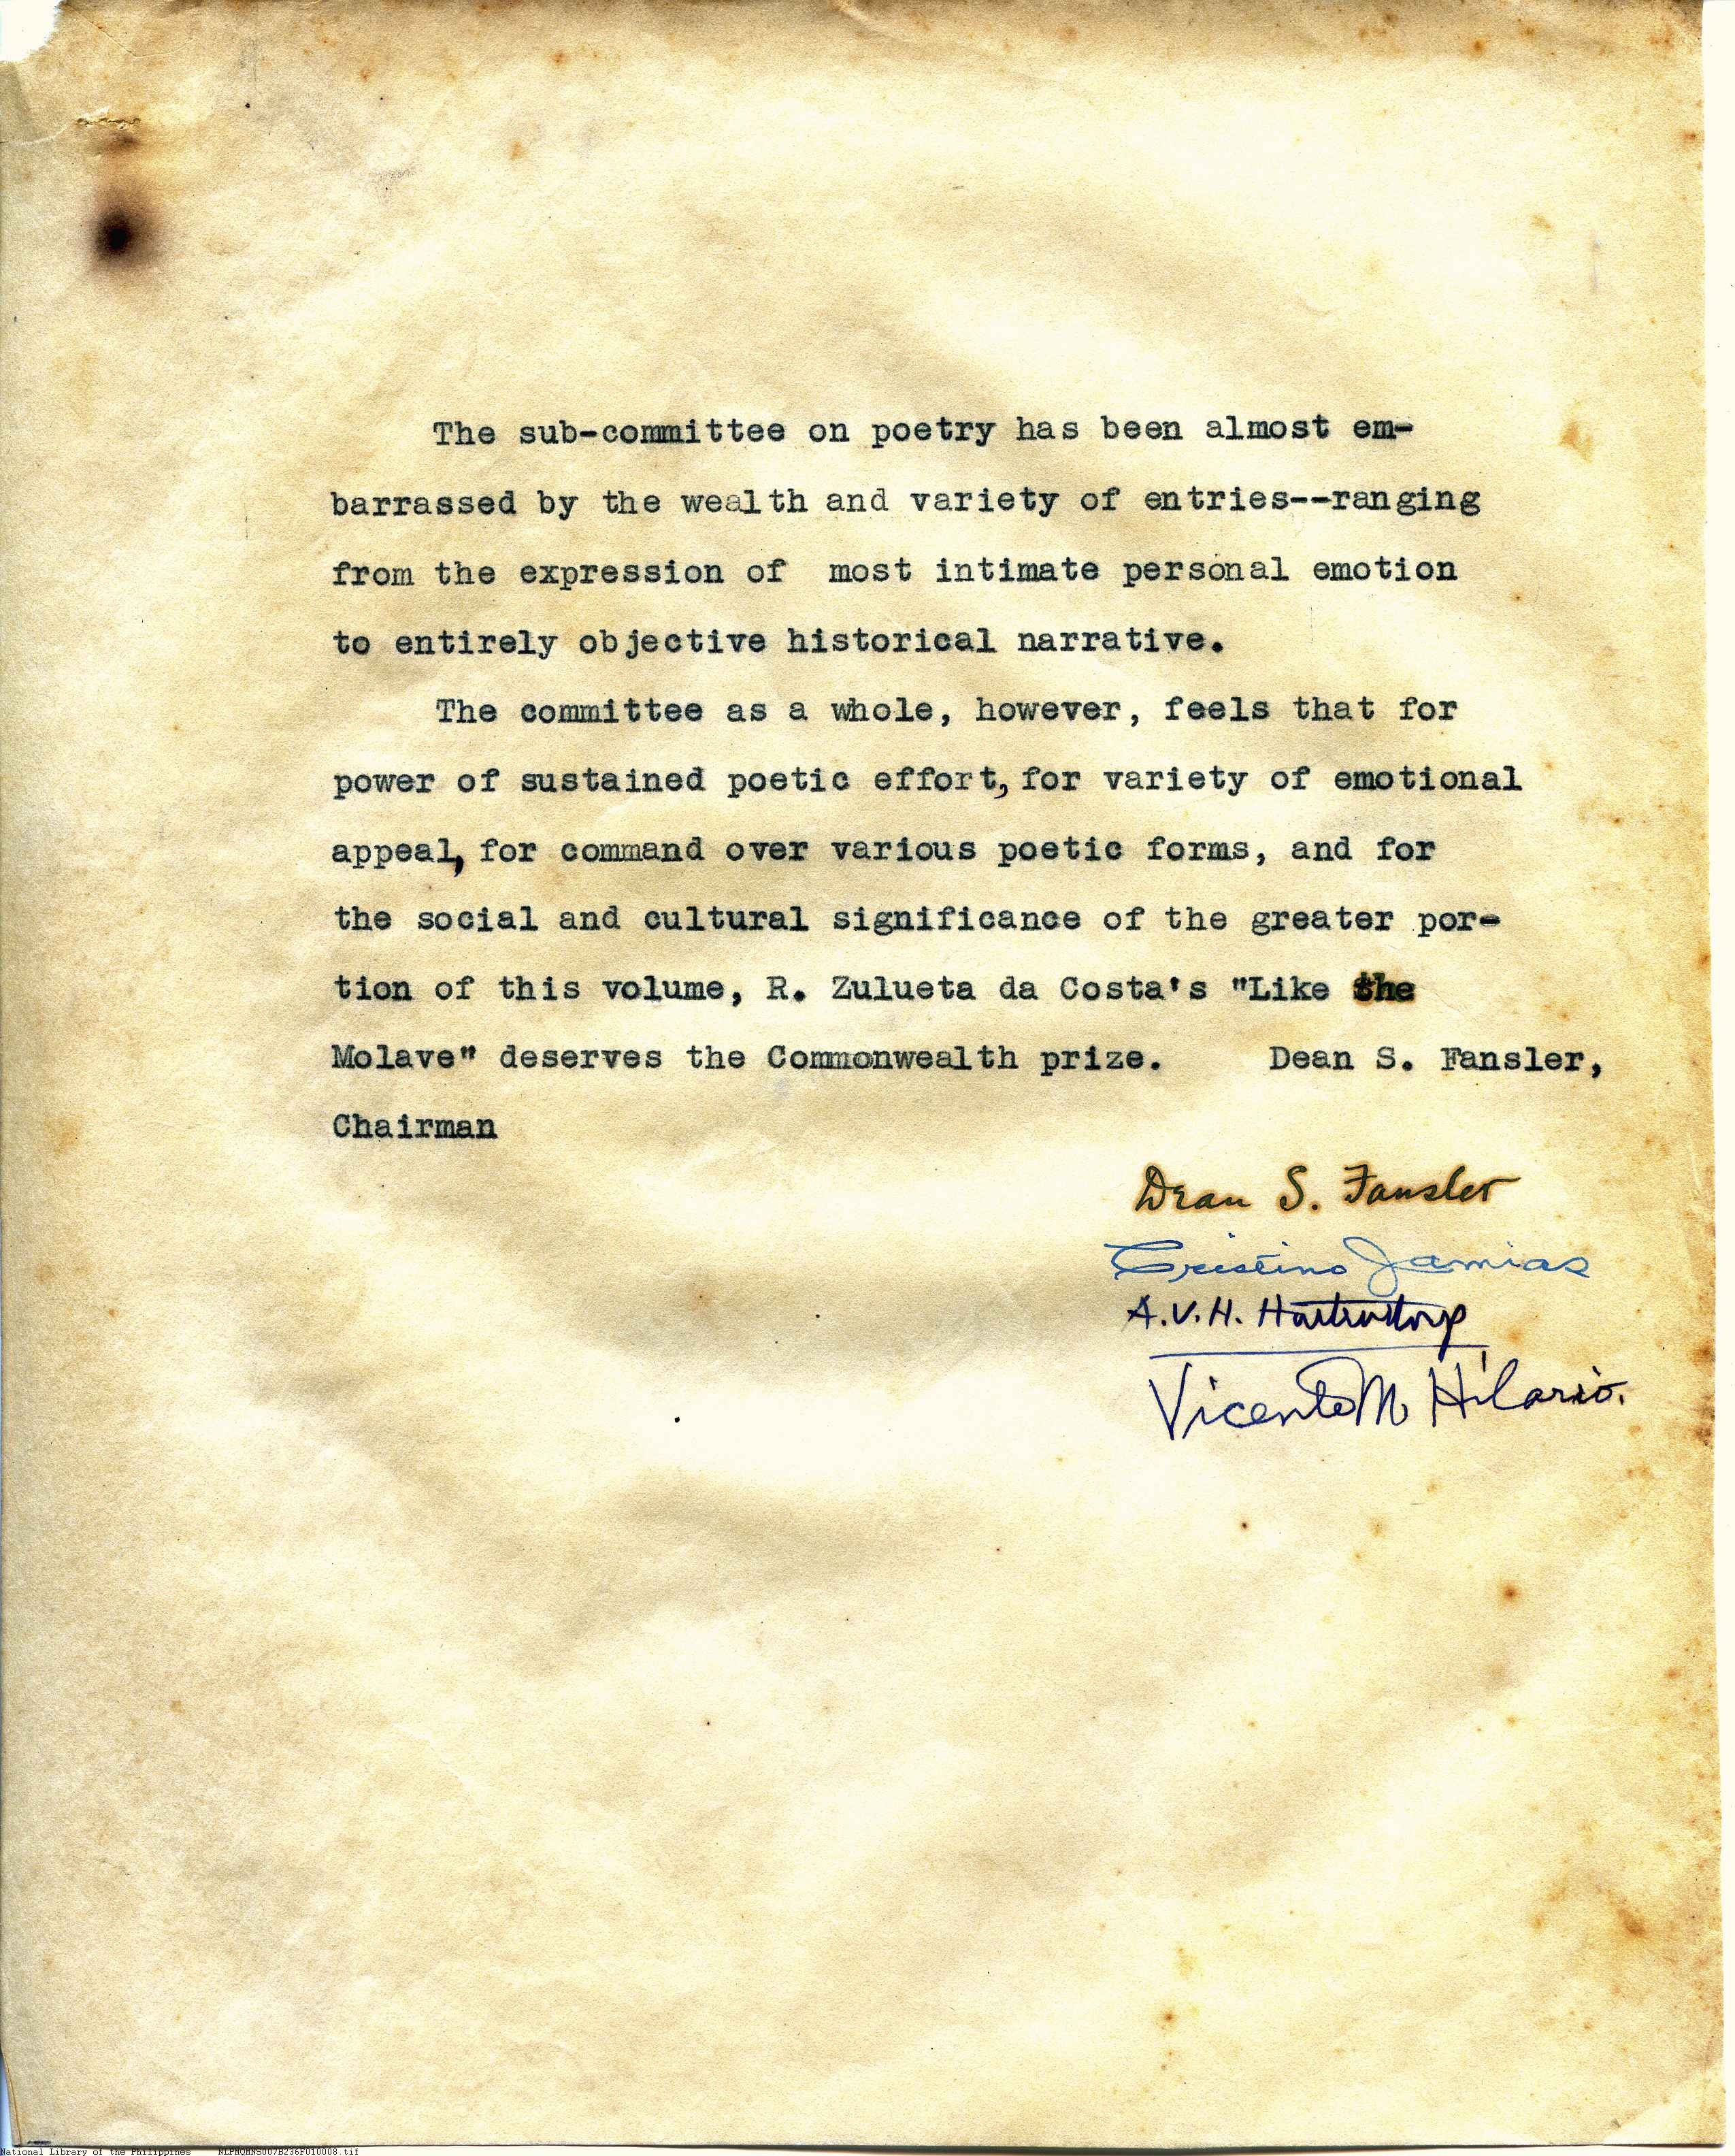 The sub-committee on poetry has been almost em-
barrassed by the wealth and variety of entries--ranging
from the expression of most intimate personal emotion
to entirely objective historical narrative.
The committee as a whole, however, feels that for
power of sustained poetic effort, for variety of emotional
appeal, for command over various poetic forms, and for
the social and cultural significance of the greater por-
tion of this volume, R. Zulueta da Costa's "Like the
Molave" deserves the Commonwealth prize. Dean S. Fansler,
Chairman
Dean S. Fansler
Cristino Jamias
A.V.H. Hartendorp
Vicente M Hilario.
National Library of the Philippines NLPMQMNS007B236F010008.tif